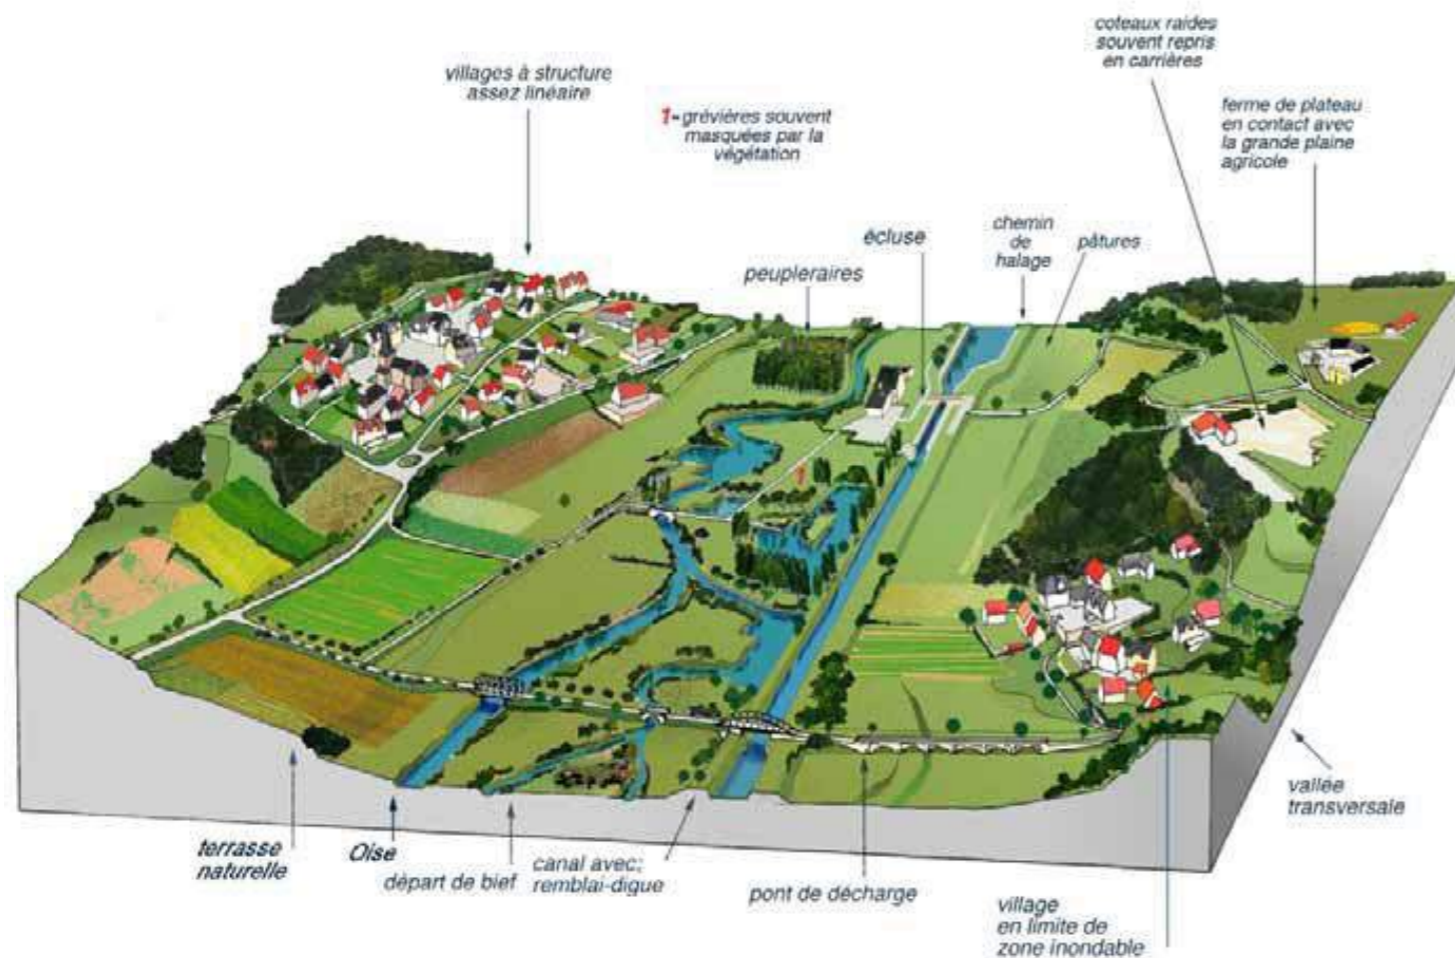 coteaux raides
souvent repris
en carrières
villages à structure
assez linéaire
1-grévières souvent
masquées par la
végétation
ferme de plateau
en contact avec
la grande plaine
agricole
écluse
chemin
de
halage
pâtures
peupleraires
1
terrasse
naturelle
Oise
départ de bief
canal avec;
remblai-digue
pont de décharge
vallée
transversale
village
en limite de
zone inondable